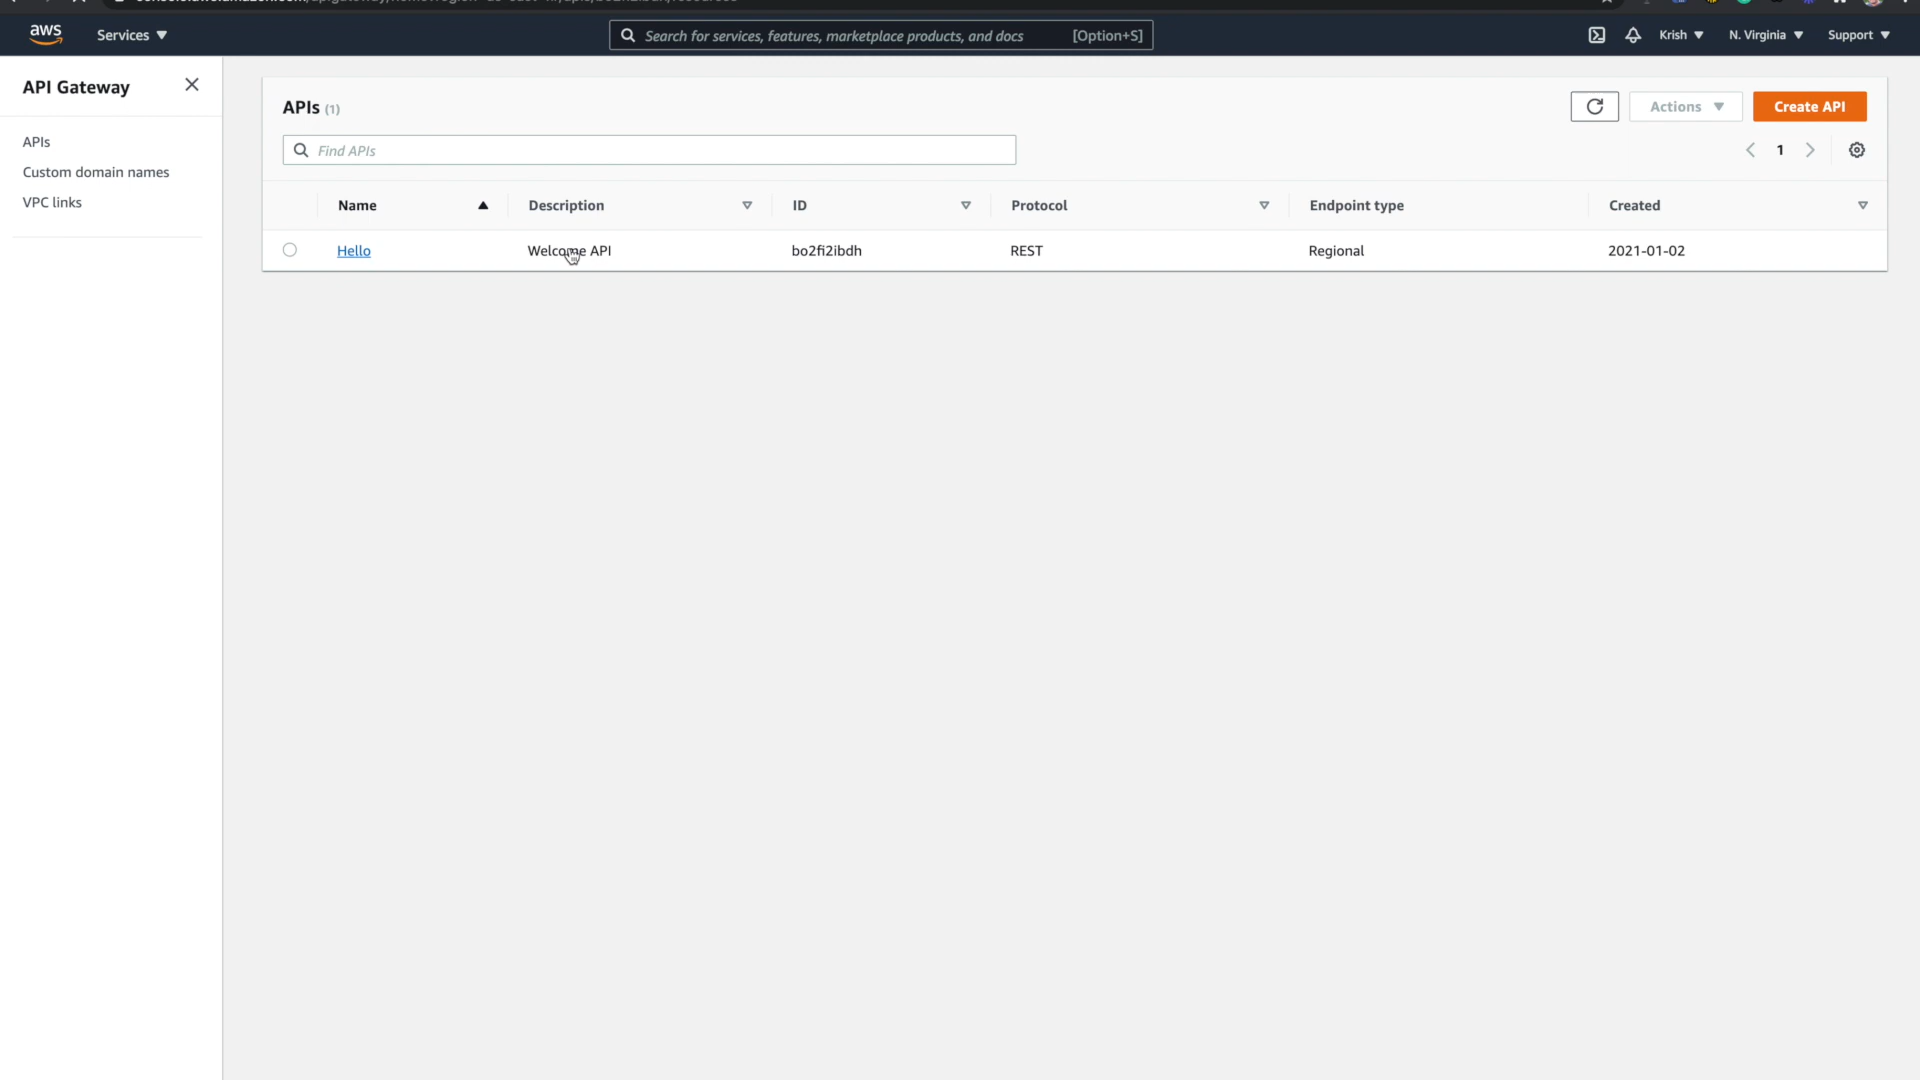 aws
Services
Search for services, features, marketplace products, and docs
[Option+S]
Krish
N. Virginia
Support
API Gateway
APIs
Custom domain names
VPC links
APIs (1)
Actions
Create API
Find APIs
1
Name
Description
ID
Protocol
Endpoint type
Created
Hello
Welcome API
bo2fi2ibdh
REST
Regional
2021-01-02